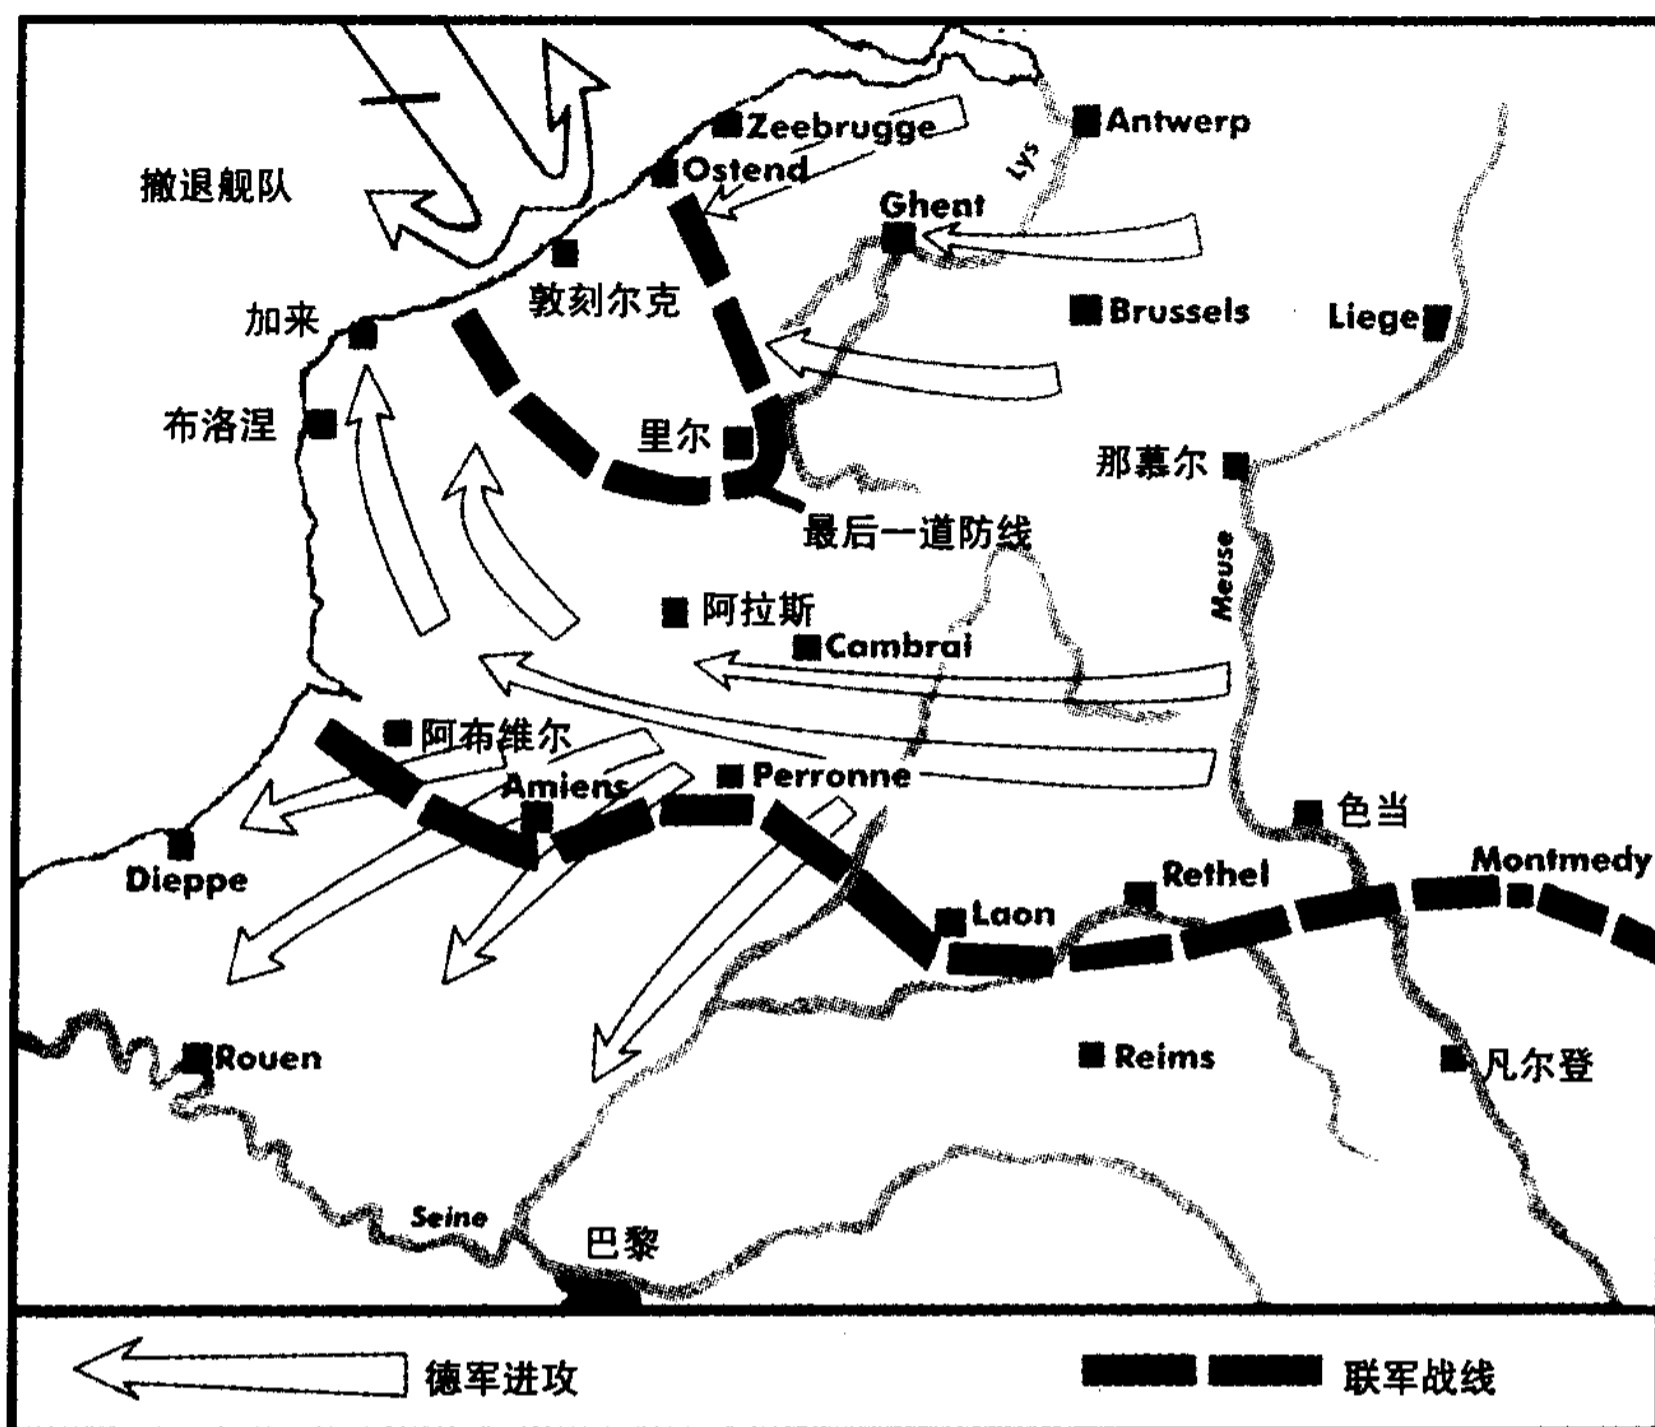 Zeebrugge
Antwerp
Lys
撤退舰队
Ostend
Ghent
加来
敦刻尔克
Brussels
Liege
布洛涅
里尔
那慕尔
最后一道防线
Meuse
阿拉斯
Cambrai
阿布维尔
Amiens
Perronne
色当
Dieppe
Rethel
Montmedy
Laon
Rouen
Reims
凡尔登
Seine
巴黎
德军进攻
联军战线